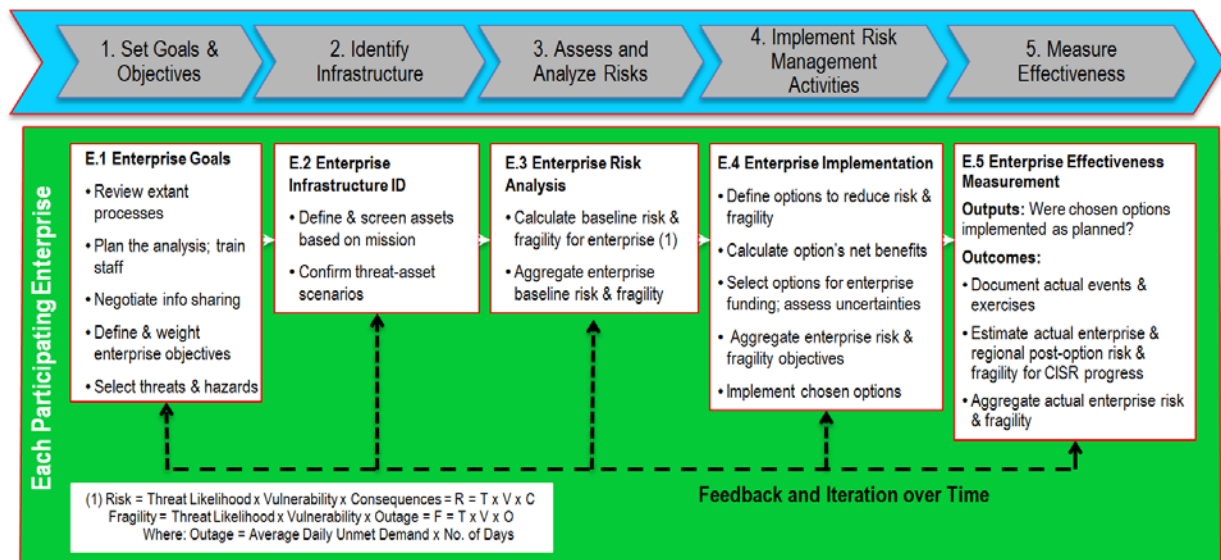 1. Set Goals &
Objectives
2. Identify
Infrastructure
3. Assess and
Analyze Risks
4. Implement Risk
Management
Activities
5. Measure
Effectiveness
Each Participating Enterprise
E.1 Enterprise Goals
•Review extant
processes
•Plan the analysis; train
staff
•Negotiate info sharing
•Define & weight
enterprise objectives
•Select threats & hazards
E.2 Enterprise
Infrastructure ID
•Define & screen assets
based on mission
•Confirm threat-asset
scenarios
E.3 Enterprise Risk
Analysis
•Calculate baseline risk &
fragility for enterprise (1)
•Aggregate enterprise
baseline risk & fragility
E.4 Enterprise Implementation
•Define options to reduce risk &
fragility
•Calculate option's net benefits
•Select options for enterprise
funding; assess uncertainties
• Aggregate enterprise risk &
fragility objectives
•Implement chosen options
E.5 Enterprise Effectiveness
Measurement
Outputs: Were chosen options
implemented as planned?
Outcomes:
•Document actual events &
exercises
•Estimate actual enterprise &
regional post-option risk &
fragility for CISR progress
•Aggregate actual enterprise risk
& fragility
Feedback and Iteration over Time
(1) Risk = Threat Likelihood x Vulnerability x Consequences = R = T x V x C
Fragility = Threat Likelihood x Vulnerability x Outage = F = T x V x O
Where: Outage = Average Daily Unmet Demand x No. of Days